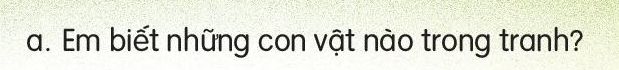 a. Em biết những con vật nào trong tranh?